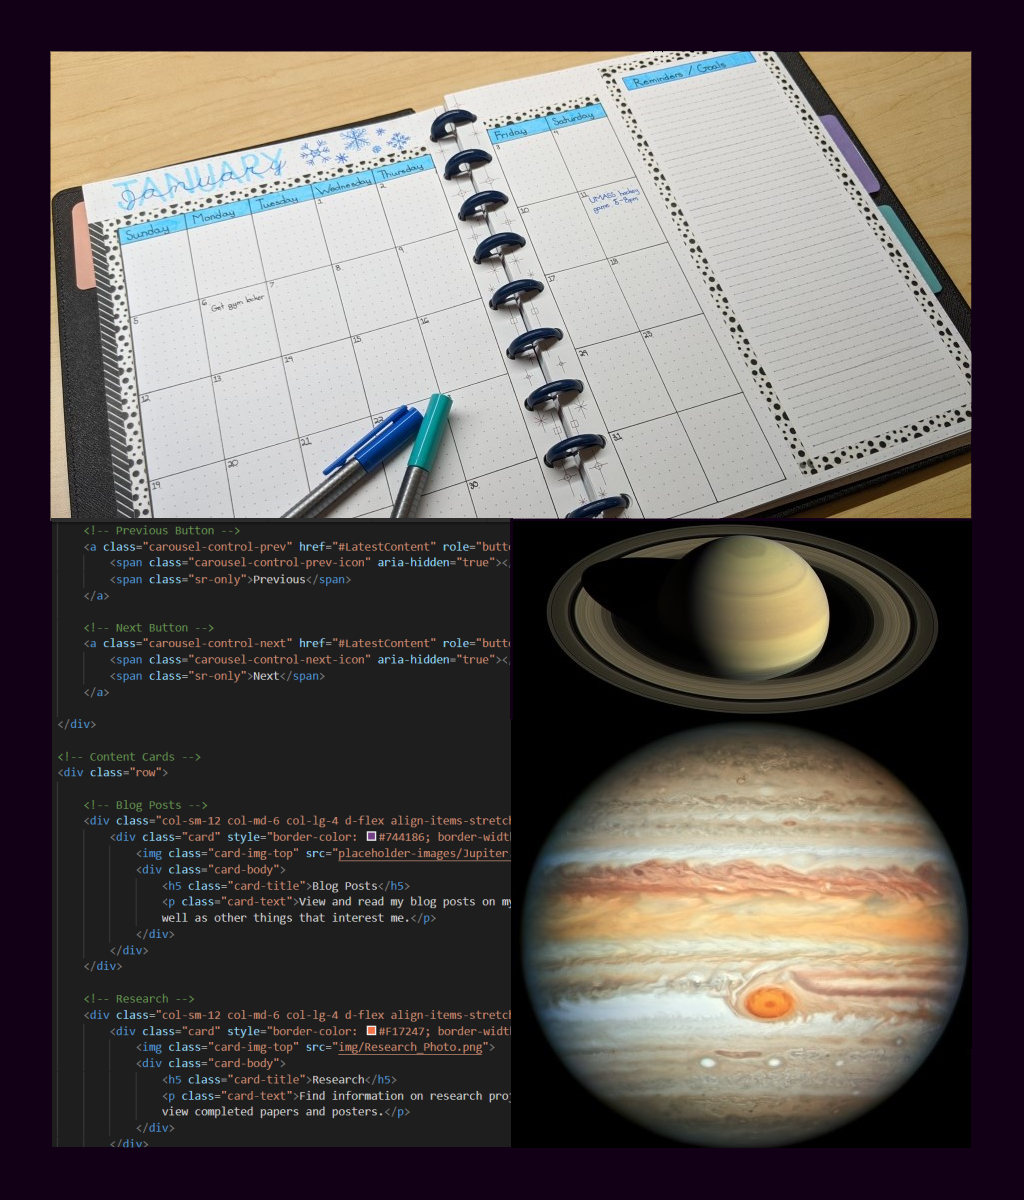 JANUARY
January
Sunday
Monday
Tuesday
Wednesday
Thursday
Friday
Saturday
Reminders / Goals
1
2
3
4
5
6
Get gym locker
7
8
9
10
11
UMASS hockey
game 5-8pm
12
13
14
15
16
17
18
19
20
21
22
24
25
30
31
<!-- Previous Button -->
<a class="carousel-control-prev" href="#LatestContent" role="butto
<span class="carousel-control-prev-icon" aria-hidden="true"></
<span class="sr-only">Previous</span>
</a>
<!-- Next Button -->
<a class="carousel-control-next" href="#LatestContent" role="butto
<span class="carousel-control-next-icon" aria-hidden="true"></
<span class="sr-only">Next</span>
</a>
</div>
<!-- Content Cards -->
<div class="row">
<!-- Blog Posts -->
<div class="col-sm-12 col-md-6 col-lg-4 d-flex align-items-stretch
<div class="card" style="border-color: #744186; border-widt
<img class="card-img-top" src="placeholder-images/Jupiter.
<div class="card-body">
<h5 class="card-title">Blog Posts</h5>
<p class="card-text">View and read my blog posts on my
well as other things that interest me.</p>
</div>
</div>
</div>
<!-- Research -->
<div class="col-sm-12 col-md-6 col-lg-4 d-flex align-items-stretch
<div class="card" style="border-color: #F17247; border-widt
<img class="card-img-top" src="img/Research_Photo.png">
<div class="card-body">
<h5 class="card-title">Research</h5>
<p class="card-text">Find information on research proj
view completed papers and posters.</p>
</div>
</div>